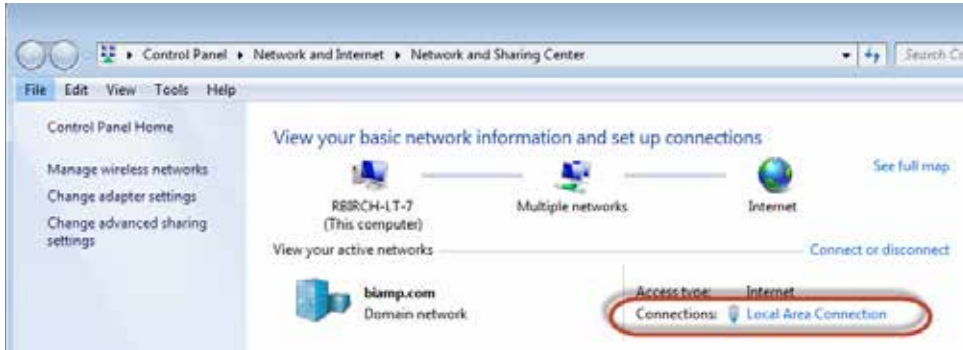 Control Panel ▸ Network and Internet ▸ Network and Sharing Center
Search Co
File Edit View Tools Help
Control Panel Home
Manage wireless networks
Change adapter settings
Change advanced sharing
settings
View your basic network information and set up connections
See full map
RBIRCH-LT-7
(This computer)
Multiple networks
Internet
View your active networks
Connect or disconnect
biamp.com
Domain network
Access type: Internet
Connections: Local Area Connection